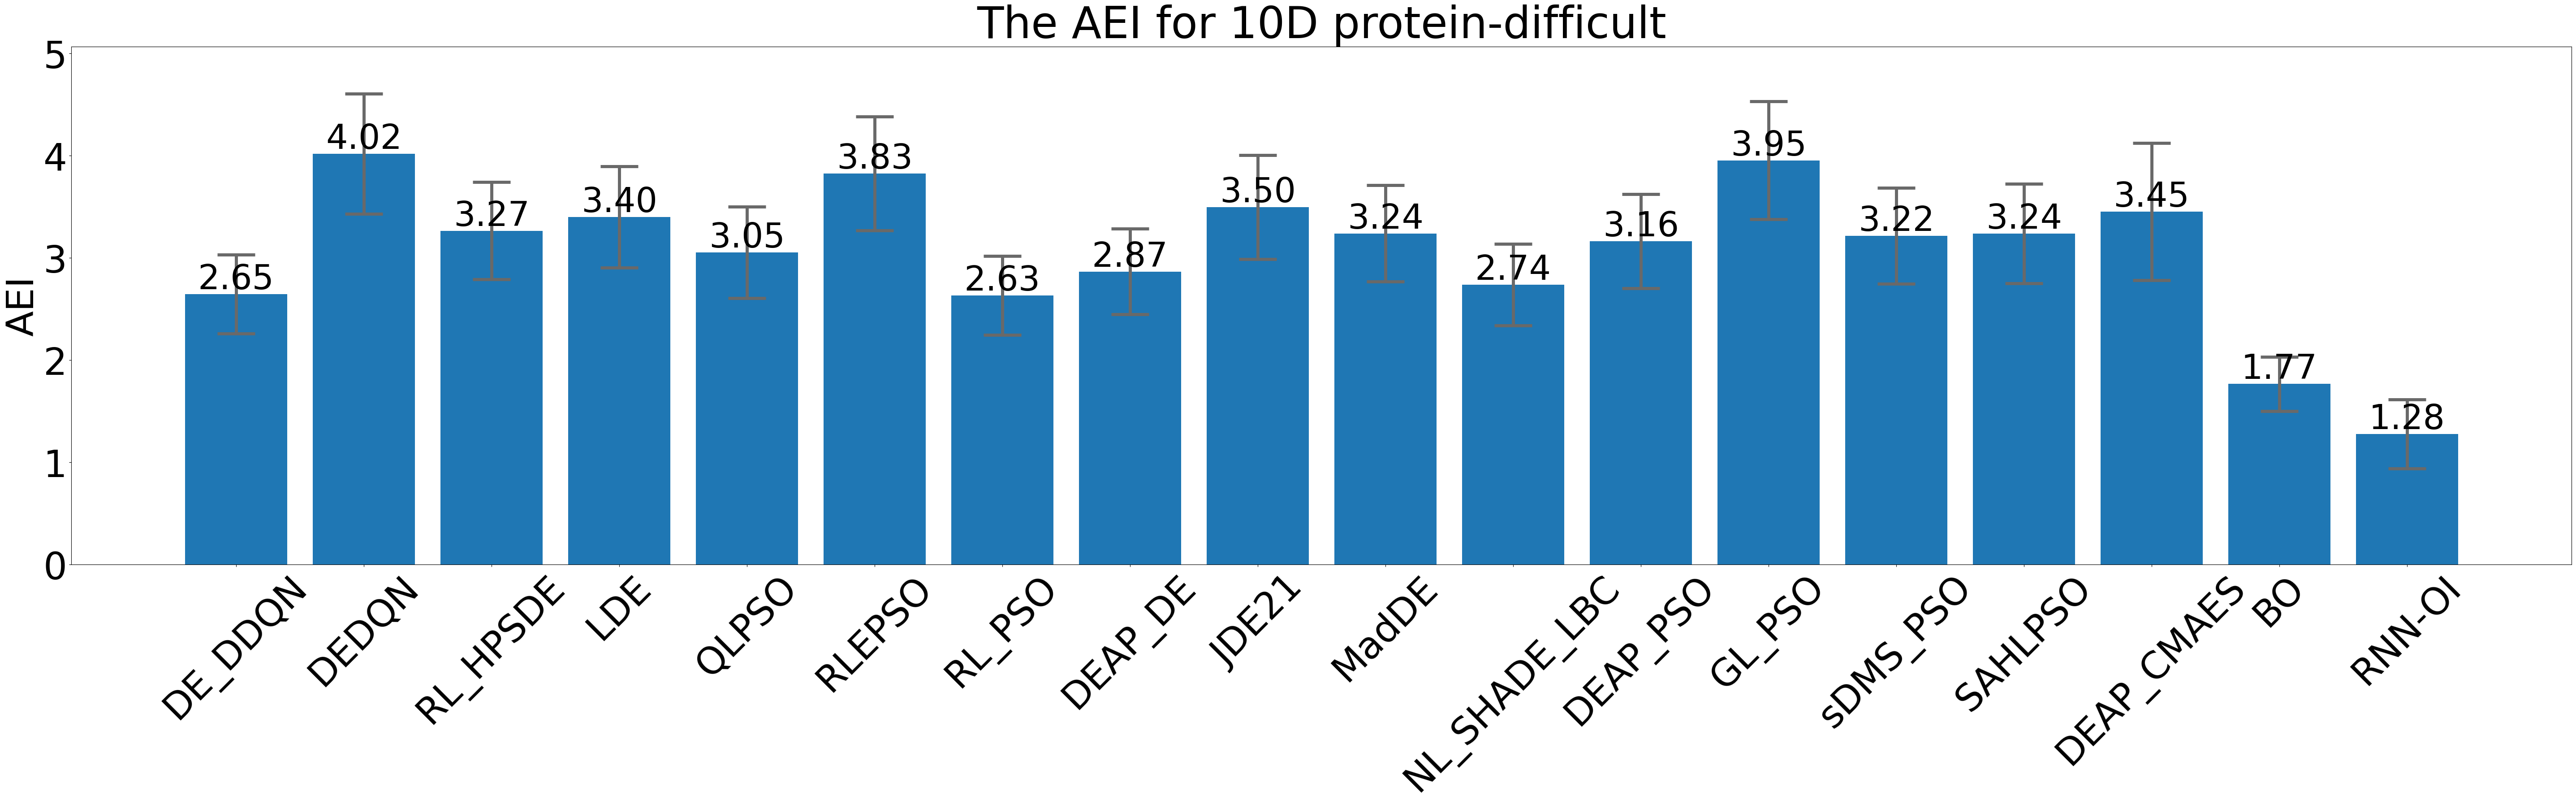 The AEI for 10D protein-difficult
AEI
5
4
3
2
1
0
2.65
4.02
3.27
3.40
3.05
3.83
2.63
2.87
3.50
3.24
2.74
3.16
3.95
3.22
3.24
3.45
1.77
1.28
DE_DDQN
DEDQN
RL_HPSDE
LDE
QLPSO
RLEPSO
RL_PSO
DEAP_DE
JDE21
MadDE
NL_SHADE_LBC
DEAP_PSO
GL_PSO
sDMS_PSO
SAHLPSO
DEAP_CMAES
BO
RNN-OI